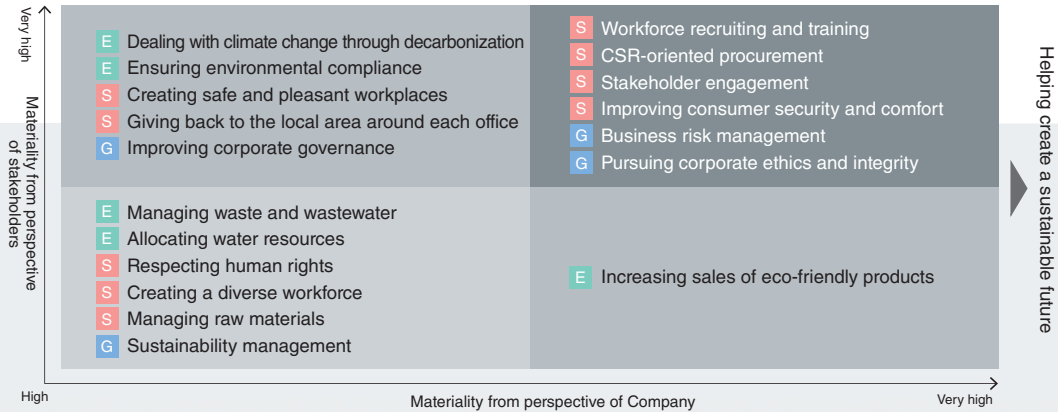 Very high
Materiality from perspective
of stakeholders
E Dealing with climate change through decarbonization
E Ensuring environmental compliance
S Creating safe and pleasant workplaces
S Giving back to the local area around each office
G Improving corporate governance
S Workforce recruiting and training
S CSR-oriented procurement
S Stakeholder engagement
S Improving consumer security and comfort
G Business risk management
G Pursuing corporate ethics and integrity
E Managing waste and wastewater
E Allocating water resources
S Respecting human rights
S Creating a diverse workforce
S Managing raw materials
G Sustainability management
E Increasing sales of eco-friendly products
Helping create a sustainable future
High
Materiality from perspective of Company
Very high